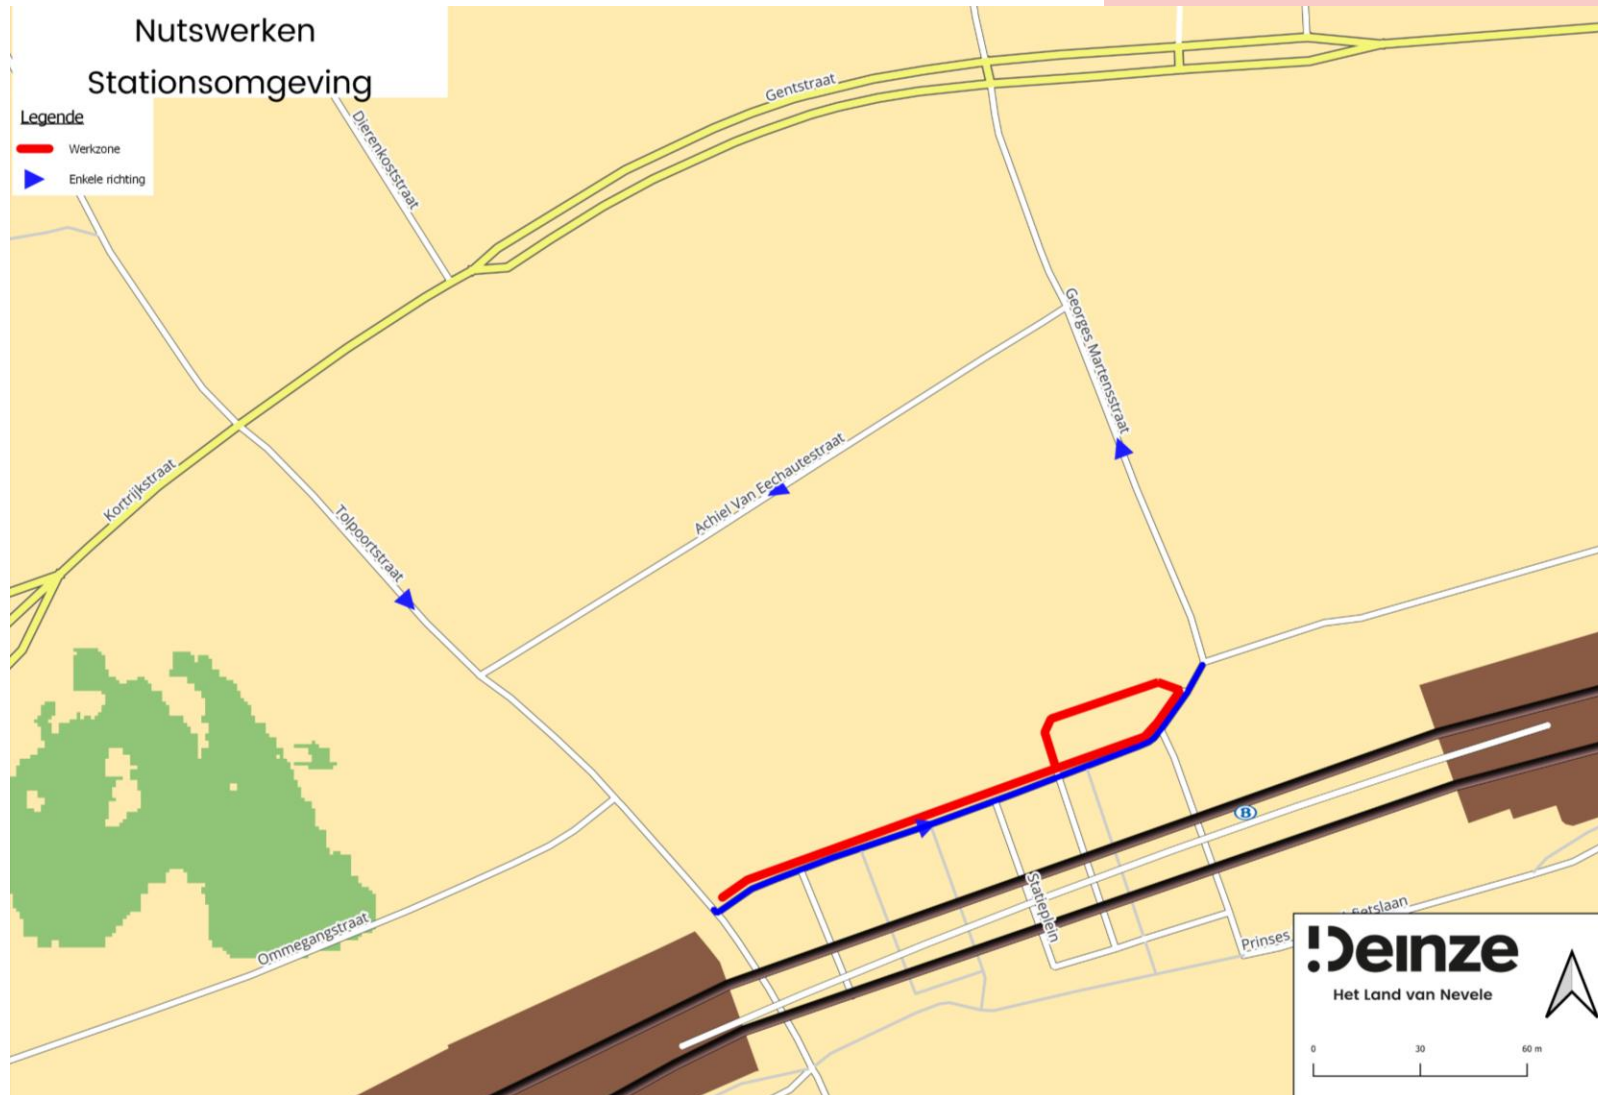 Nutswerken
Stationsomgeving
Legende
Werkzone
Enkele richting
Dierenkoststraat
Gentstraat
Georges Martensstraat
Achiel Van Eechautestraat
Kortrijkstraat
Tolpoortstraat
Ommegangstraat
Statieplein
B
Prinses
Deinze
Het Land van Nevele
0 30 60 m